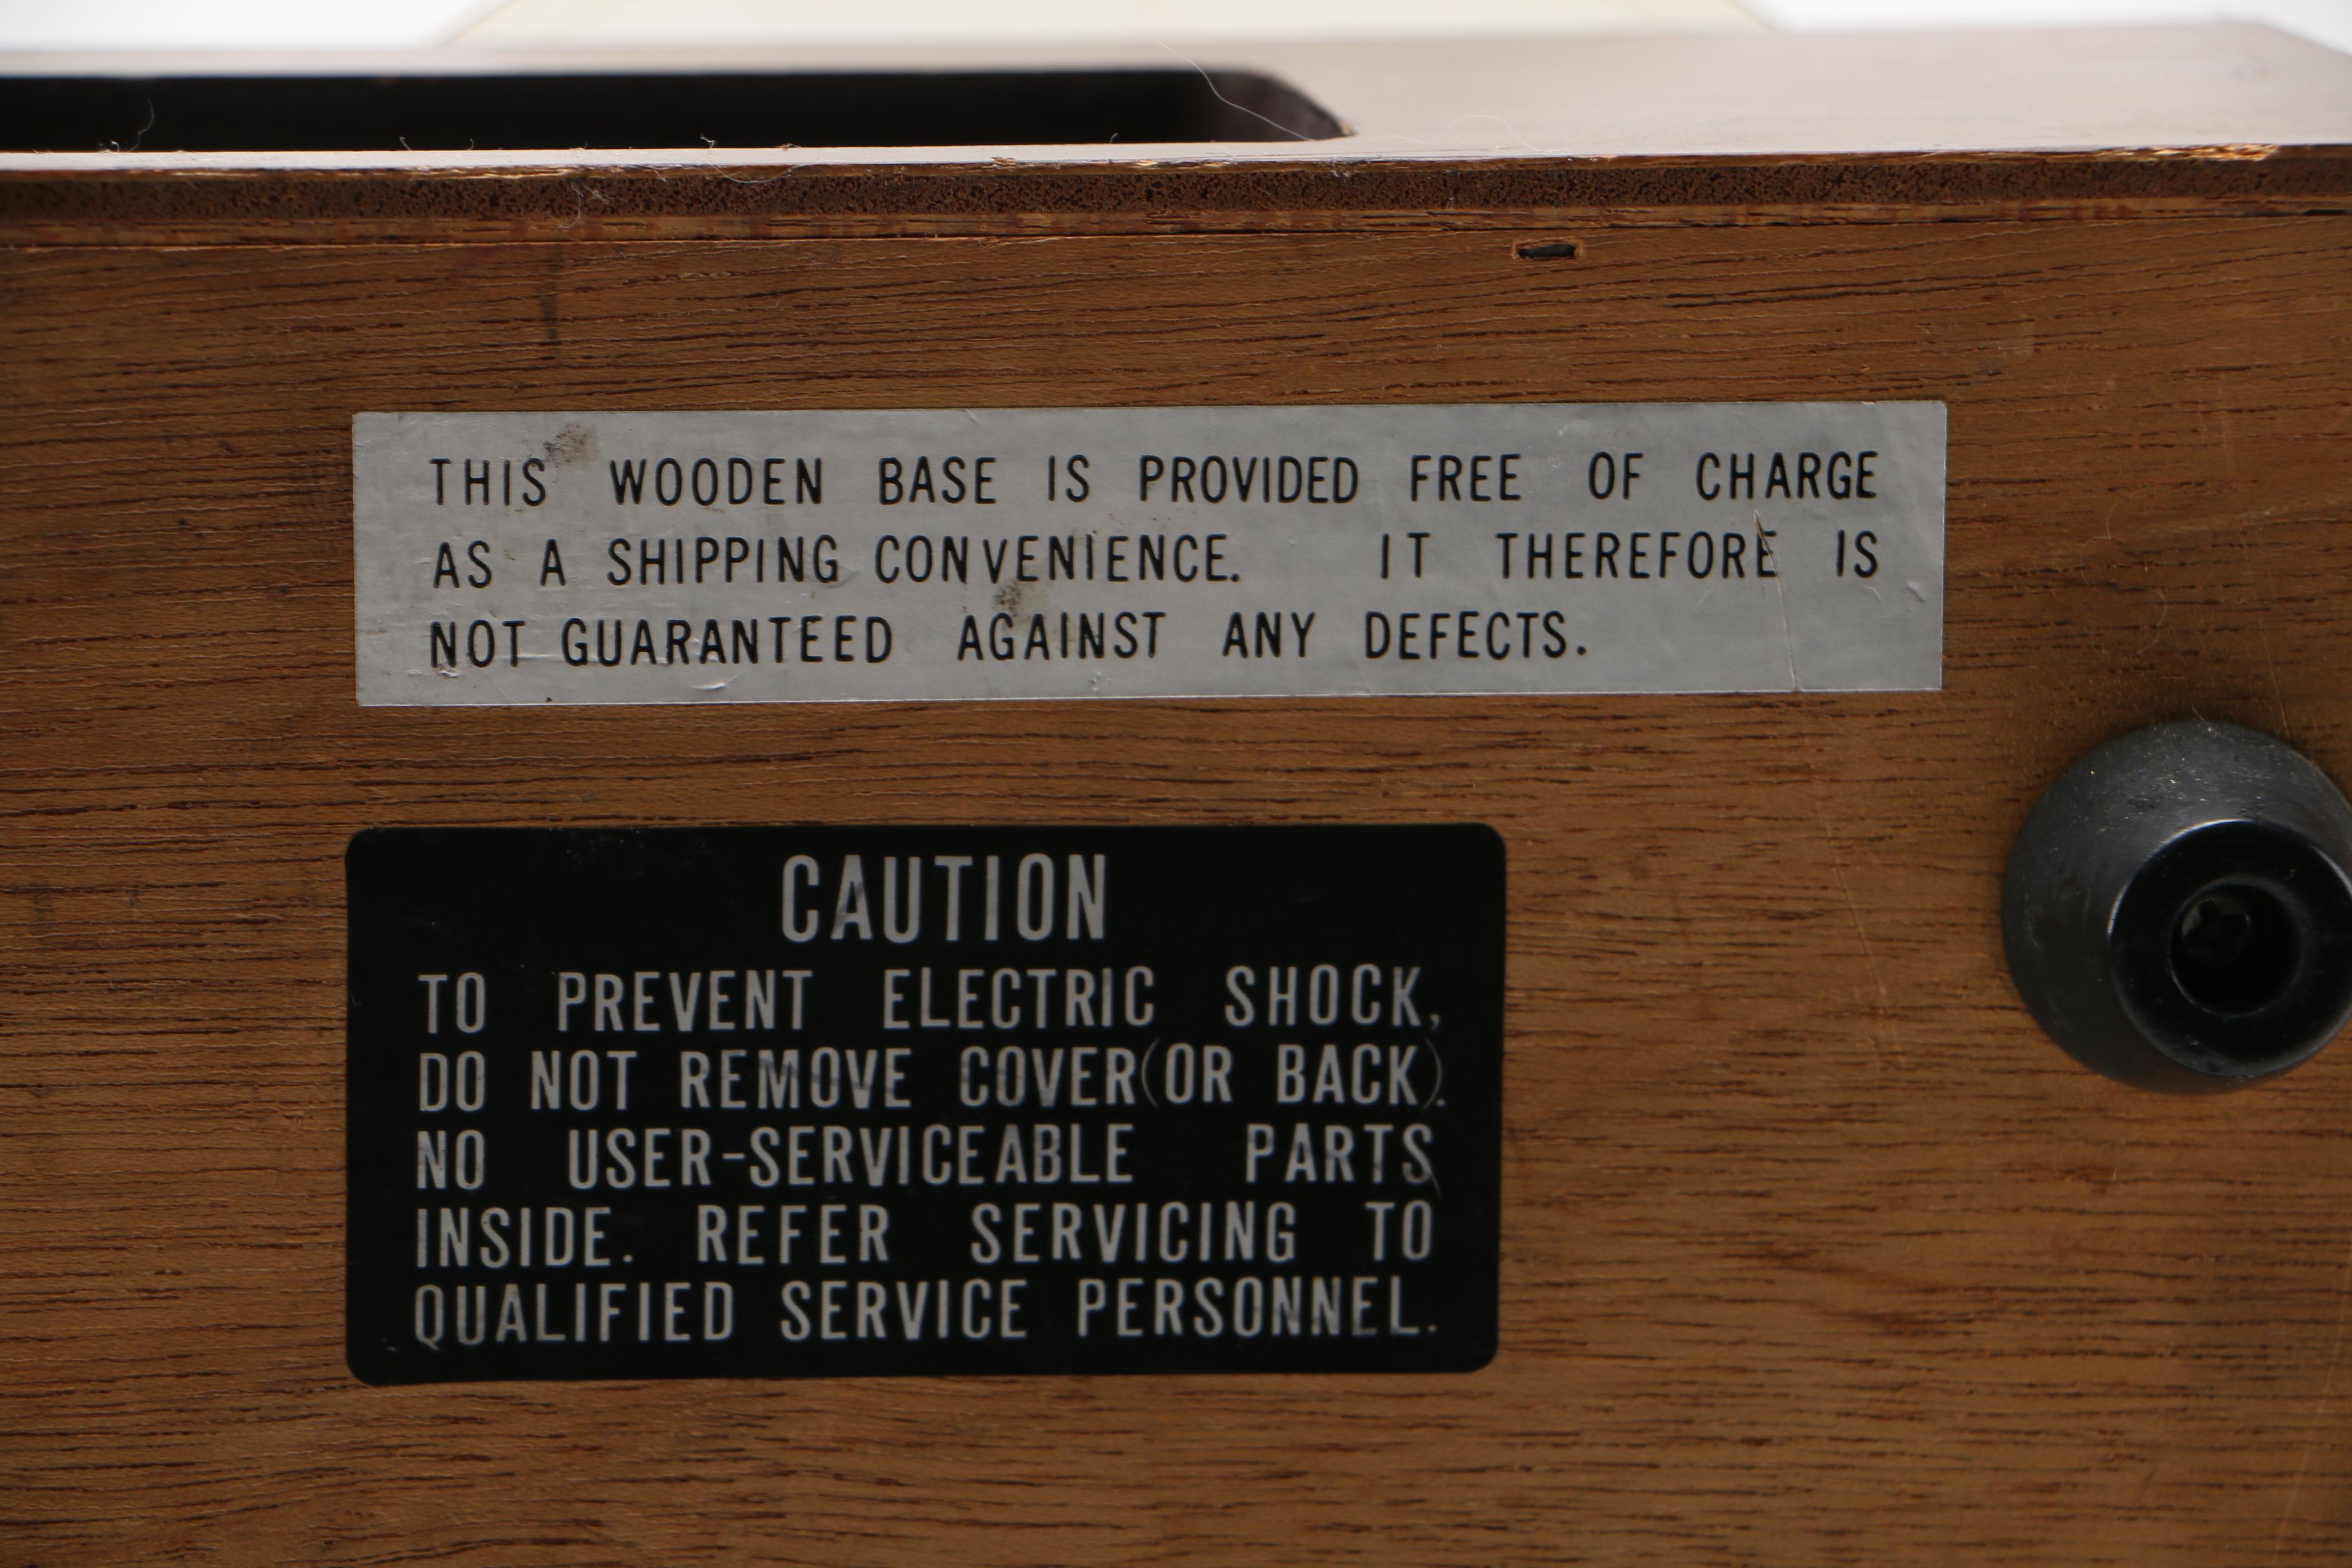 THIS WOODEN BASE IS PROVIDED FREE OF CHARGE
AS A SHIPPING CONVENIENCE. IT THEREFORE IS
NOT GUARANTEED AGAINST ANY DEFECTS.
CAUTION
TO PREVENT ELECTRIC SHOCK,
DO NOT REMOVE COVER(OR BACK).
NO USER-SERVICEABLE PARTS
INSIDE. REFER SERVICING TO
QUALIFIED SERVICE PERSONNEL.